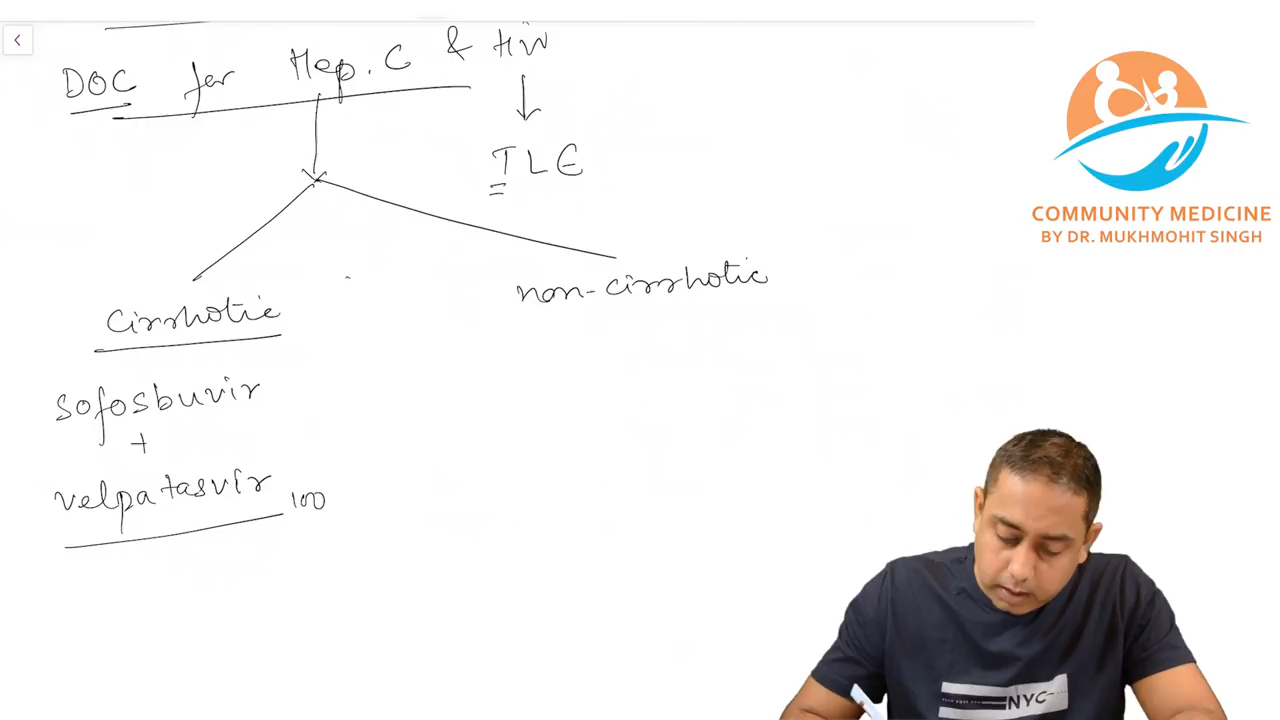 DOC for Hep. C & HIV
TLE
cirrhotic
non-cirrhotic
sofosbuvir
+
velpatasvir 100
COMMUNITY MEDICINE
BY DR. MUKHMOHIT SINGH
NYC